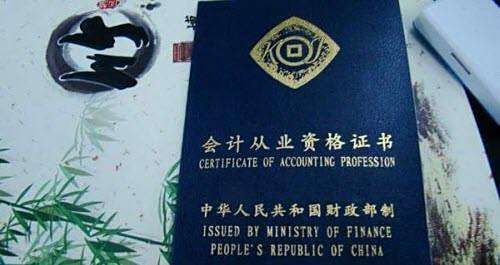 会计从业资格证书
CERTIFICATE OF ACCOUNTING PROFESSION
中华人民共和国财政部制
ISSUED BY MINISTRY OF FINANCE
PEOPLE'S REPUBLIC OF CHINA